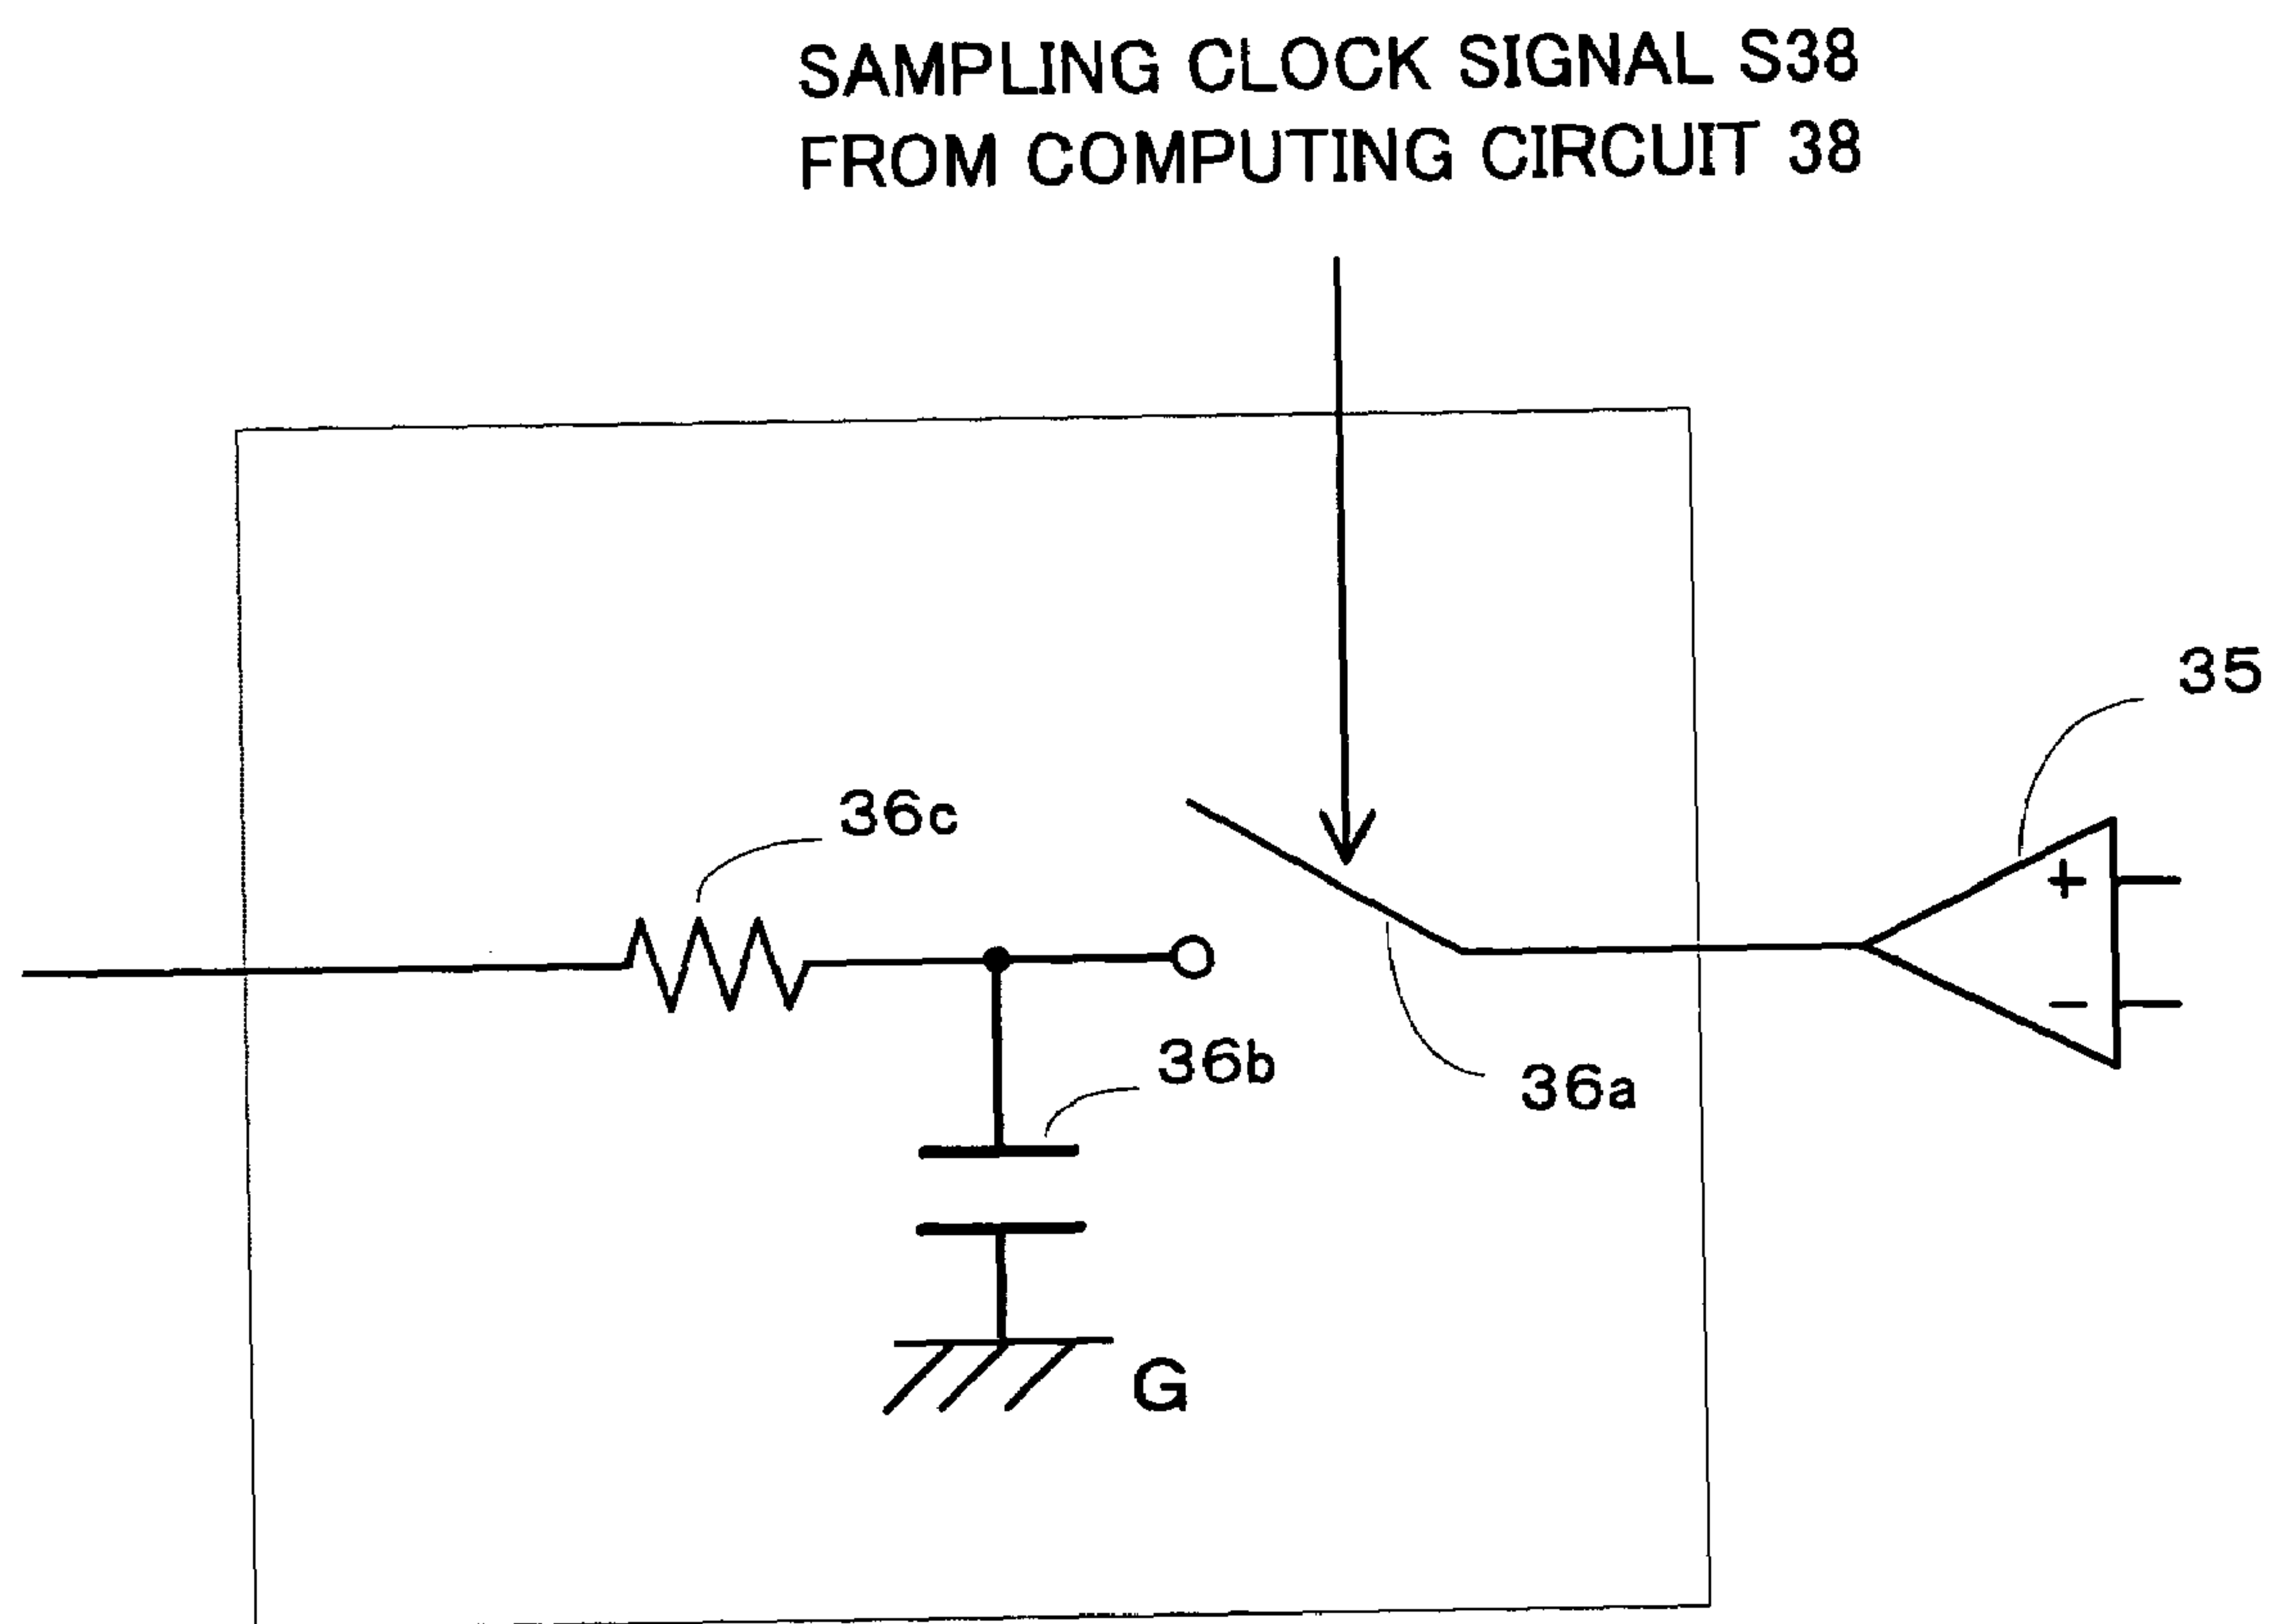 SAMPLING CLOCK SIGNAL S38
FROM COMPUTING CIRCUIT 38
35
36c
36b
36a
+
−
G